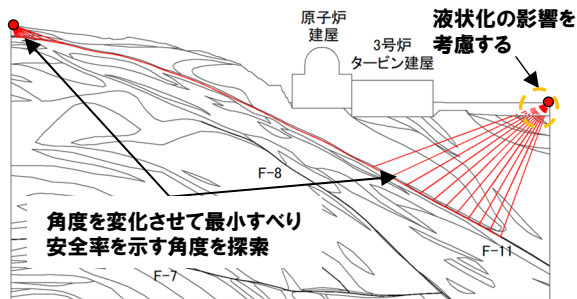 原子炉
建屋
3号炉
タービン建屋
液状化の影響を
考慮する
F-8
角度を変化させて最小すべり
安全率を示す角度を探索
F-11
F-7